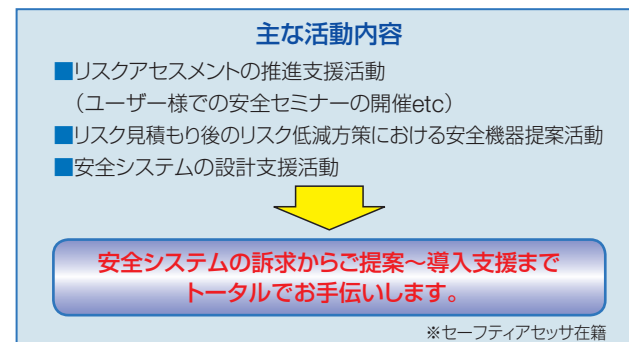 主な活動内容
■リスクアセスメントの推進支援活動
（ユーザー様での安全セミナーの開催etc）
■リスク見積もり後のリスク低減方策における安全機器提案活動
■安全システムの設計支援活動
安全システムの訴求からご提案～導入支援まで
トータルでお手伝いします。
※セーフティアセッサ在籍